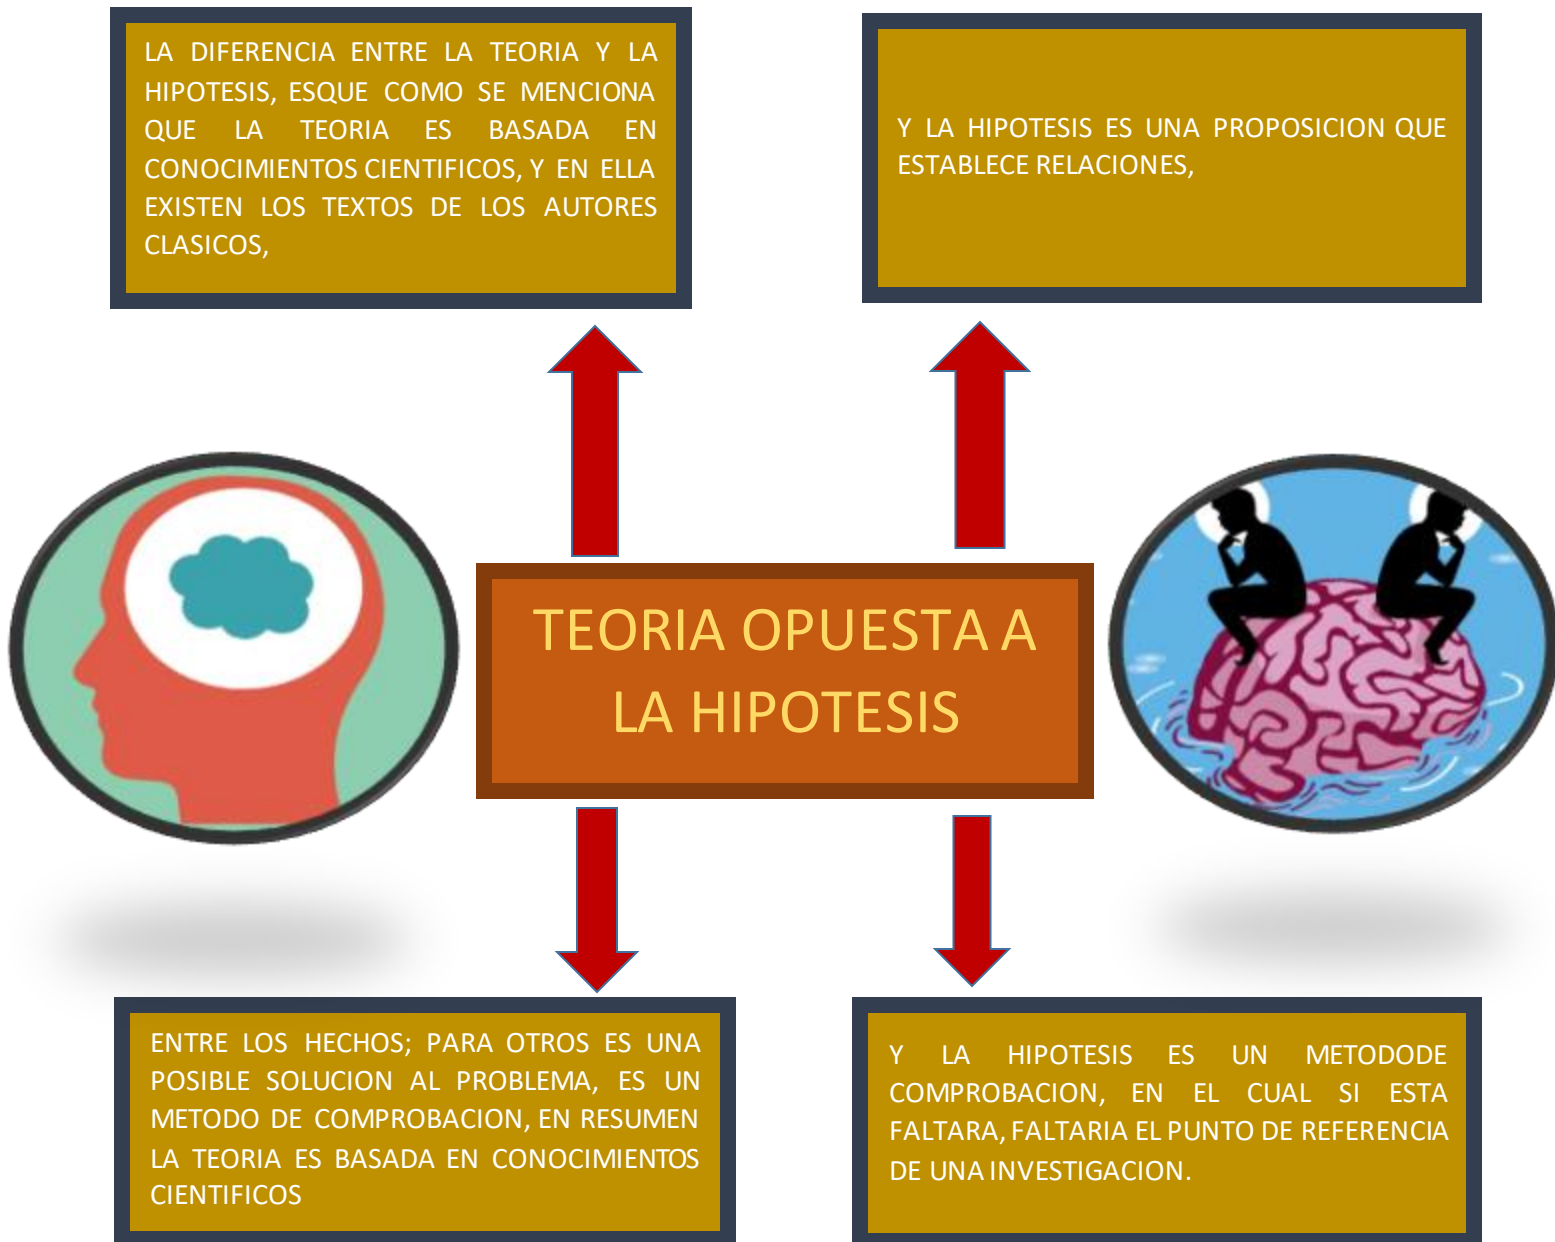 LA DIFERENCIA ENTRE LA TEORIA Y LA
HIPOTESIS, ESQUE COMO SE MENCIONA
QUE LA TEORIA ES BASADA EN
CONOCIMIENTOS CIENTIFICOS, Y EN ELLA
EXISTEN LOS TEXTOS DE LOS AUTORES
CLASICOS,
Y LA HIPOTESIS ES UNA PROPOSICION QUE
ESTABLECE RELACIONES,
TEORIA OPUESTA A
LA HIPOTESIS
ENTRE LOS HECHOS; PARA OTROS ES UNA
POSIBLE SOLUCION AL PROBLEMA, ES UN
METODO DE COMPROBACION, EN RESUMEN
LA TEORIA ES BASADA EN CONOCIMIENTOS
CIENTIFICOS
Y LA HIPOTESIS ES UN METODODE
COMPROBACION, EN EL CUAL SI ESTA
FALTARA, FALTARIA EL PUNTO DE REFERENCIA
DE UNA INVESTIGACION.